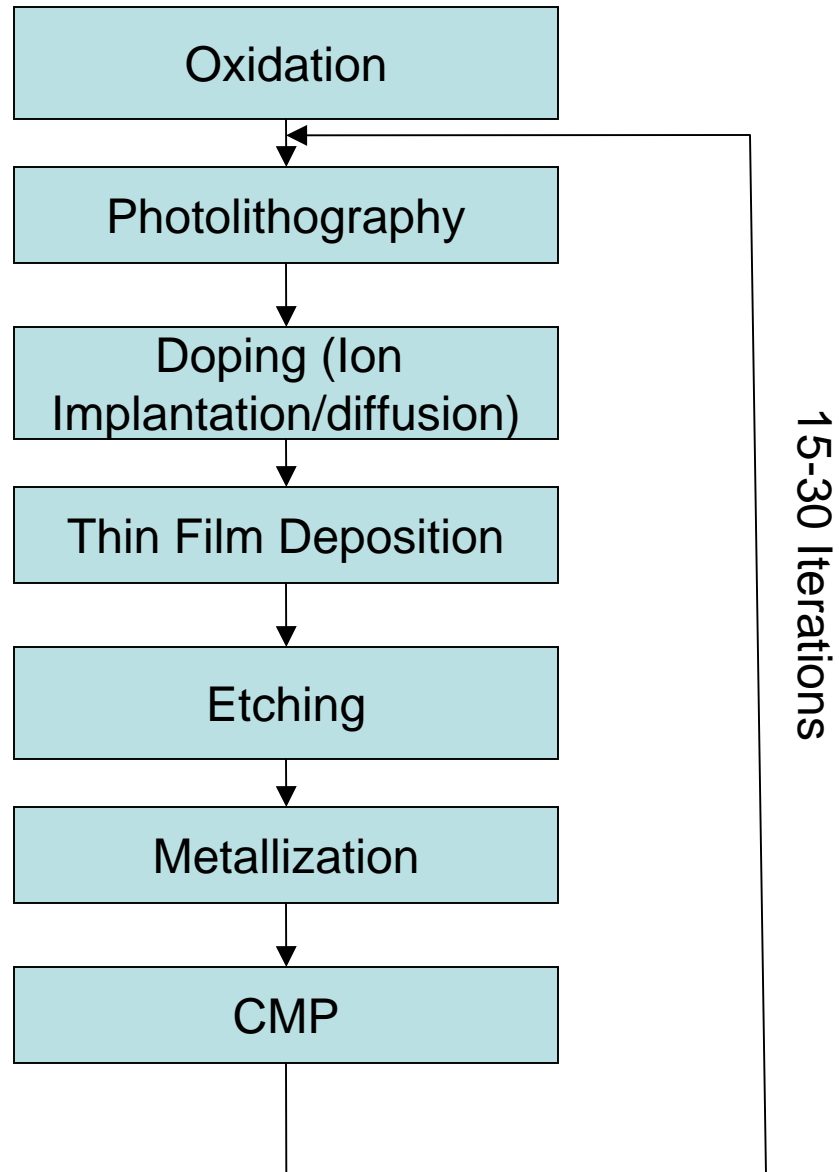 Oxidation
Photolithography
Doping (Ion
Implantation/diffusion)
Thin Film Deposition
Etching
Metallization
CMP
15-30 Iterations